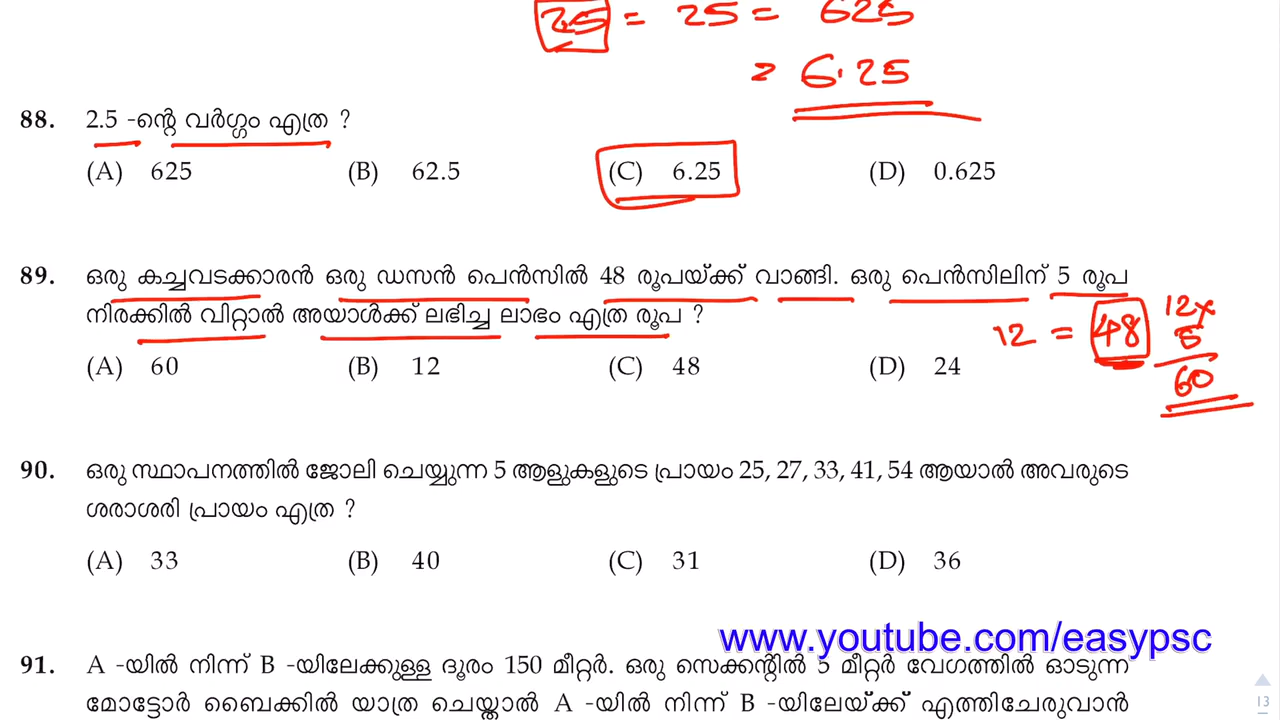 25 = 25 = 625
= 6.25
88. 2.5 -ന്റെ വർഗ്ഗം എത്ര ?
(A) 625 (B) 62.5 (C) 6.25 (D) 0.625
89. ഒരു കച്ചവടക്കാരൻ ഒരു ഡസൻ പെൻസിൽ 48 രൂപയ്ക്ക് വാങ്ങി. ഒരു പെൻസിലിന് 5 രൂപ
നിരക്കിൽ വിറ്റാൽ അയാൾക്ക് ലഭിച്ച ലാഭം എത്ര രൂപ ?
12 = 48
12x
5
60
(A) 60 (B) 12 (C) 48 (D) 24
90. ഒരു സ്ഥാപനത്തിൽ ജോലി ചെയ്യുന്ന 5 ആളുകളുടെ പ്രായം 25, 27, 33, 41, 54 ആയാൽ അവരുടെ
ശരാശരി പ്രായം എത്ര ?
(A) 33 (B) 40 (C) 31 (D) 36
www.youtube.com/easypsc
91. A -യിൽ നിന്ന് B -യിലേക്കുള്ള ദൂരം 150 മീറ്റർ. ഒരു സെക്കന്റിൽ 5 മീറ്റർ വേഗത്തിൽ ഓടുന്ന
മോട്ടോർ ബൈക്കിൽ യാത്ര ചെയ്താൽ A -യിൽ നിന്ന് B -യിലേയ്ക്ക് എത്തിച്ചേരുവാൻ
13